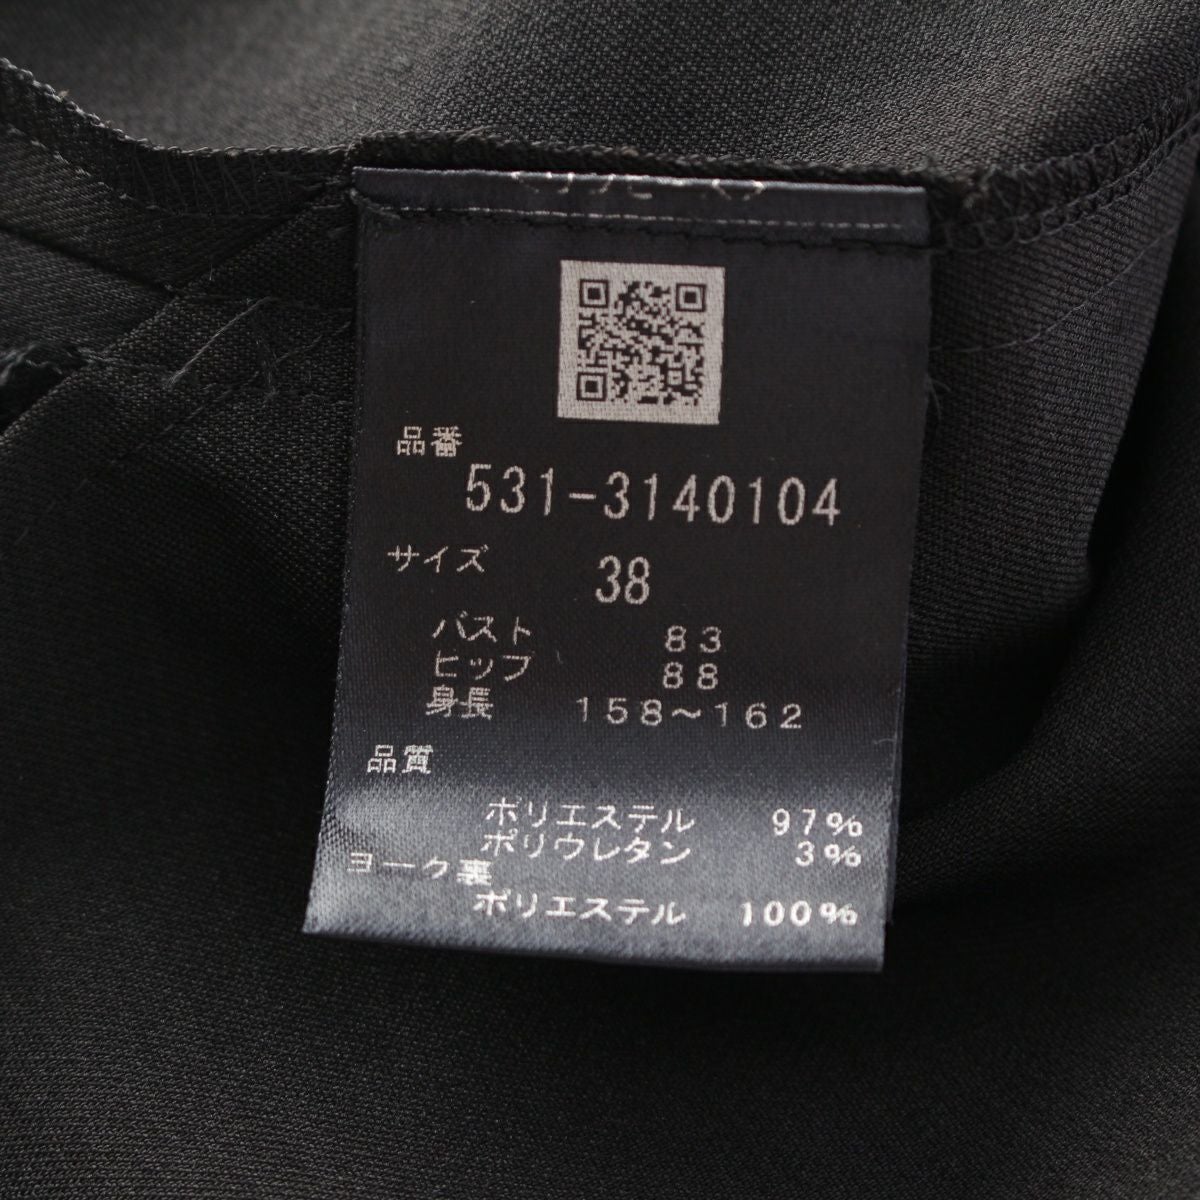 品番
531-3140104
サイズ 38
バスト 83
ヒップ 88
身長 158~162
品質
ポリエステル 97%
ポリウレタン 3%
ヨーク裏
ポリエステル 100%